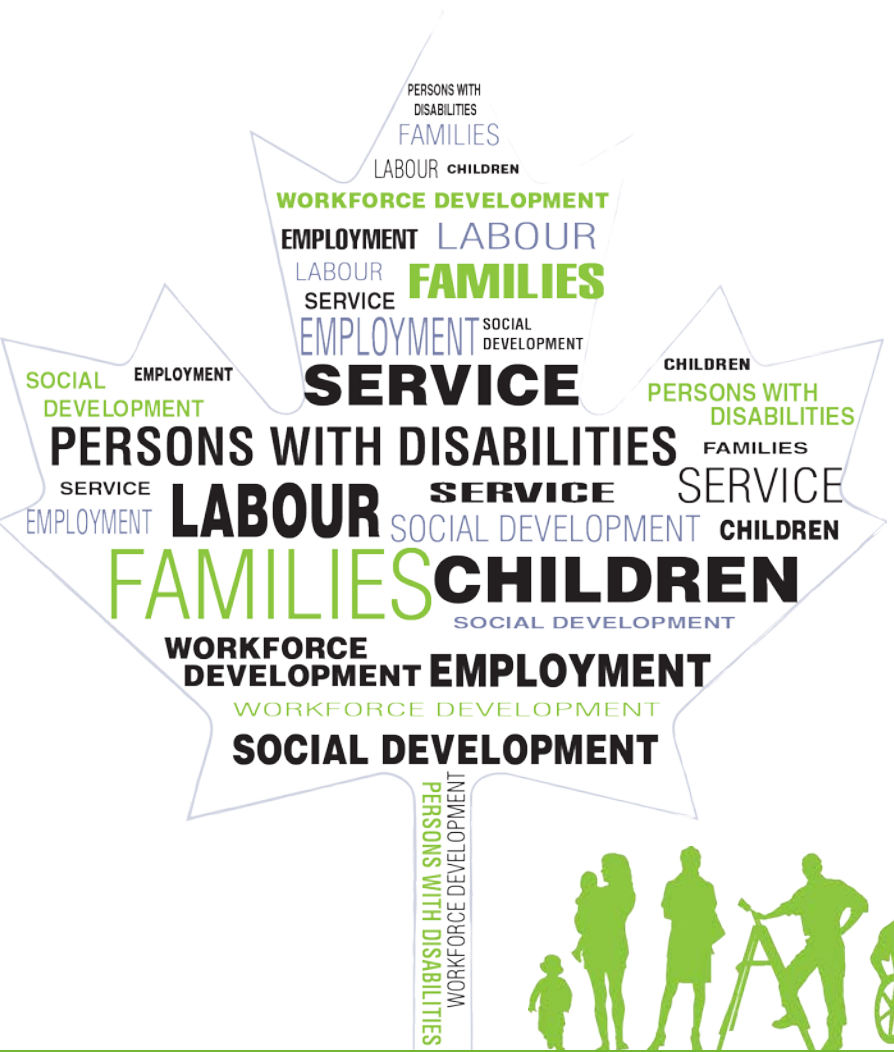 PERSONS WITH
DISABILITIES
FAMILIES
LABOUR CHILDREN
WORKFORCE DEVELOPMENT
EMPLOYMENT LABOUR
LABOUR FAMILIES
SERVICE
EMPLOYMENT SOCIAL
DEVELOPMENT
SERVICE
SOCIAL
DEVELOPMENT
EMPLOYMENT
CHILDREN
PERSONS WITH
DISABILITIES
PERSONS WITH DISABILITIES
FAMILIES
SERVICE
SERVICE
SERVICE
EMPLOYMENT
LABOUR
SOCIAL DEVELOPMENT
CHILDREN
FAMILIES
CHILDREN
SOCIAL DEVELOPMENT
WORKFORCE
DEVELOPMENT
EMPLOYMENT
WORKFORCE DEVELOPMENT
SOCIAL DEVELOPMENT
PERSONS WITH DISABILITIES
WORKFORCE DEVELOPMENT